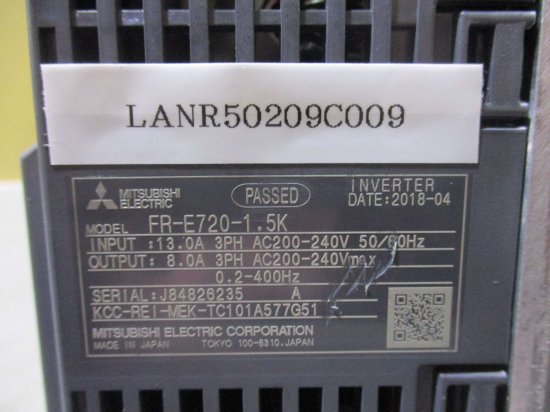 LANR50209C009
MITSUBISHI ELECTRIC PASSED INVERTER DATE:2018-04
MODEL FR-E720-1.5K
INPUT :13.0A 3PH AC200-240V 50/60Hz
OUTPUT: 8.0A 3PH AC200-240Vmax
0.2-400Hz
SERIAL:J84826235 A
KCC-REI-MEK-TC101A577G51
MITSUBISHI ELECTRIC CORPORATION
MADE IN JAPAN TOKYO 100-8310,JAPAN